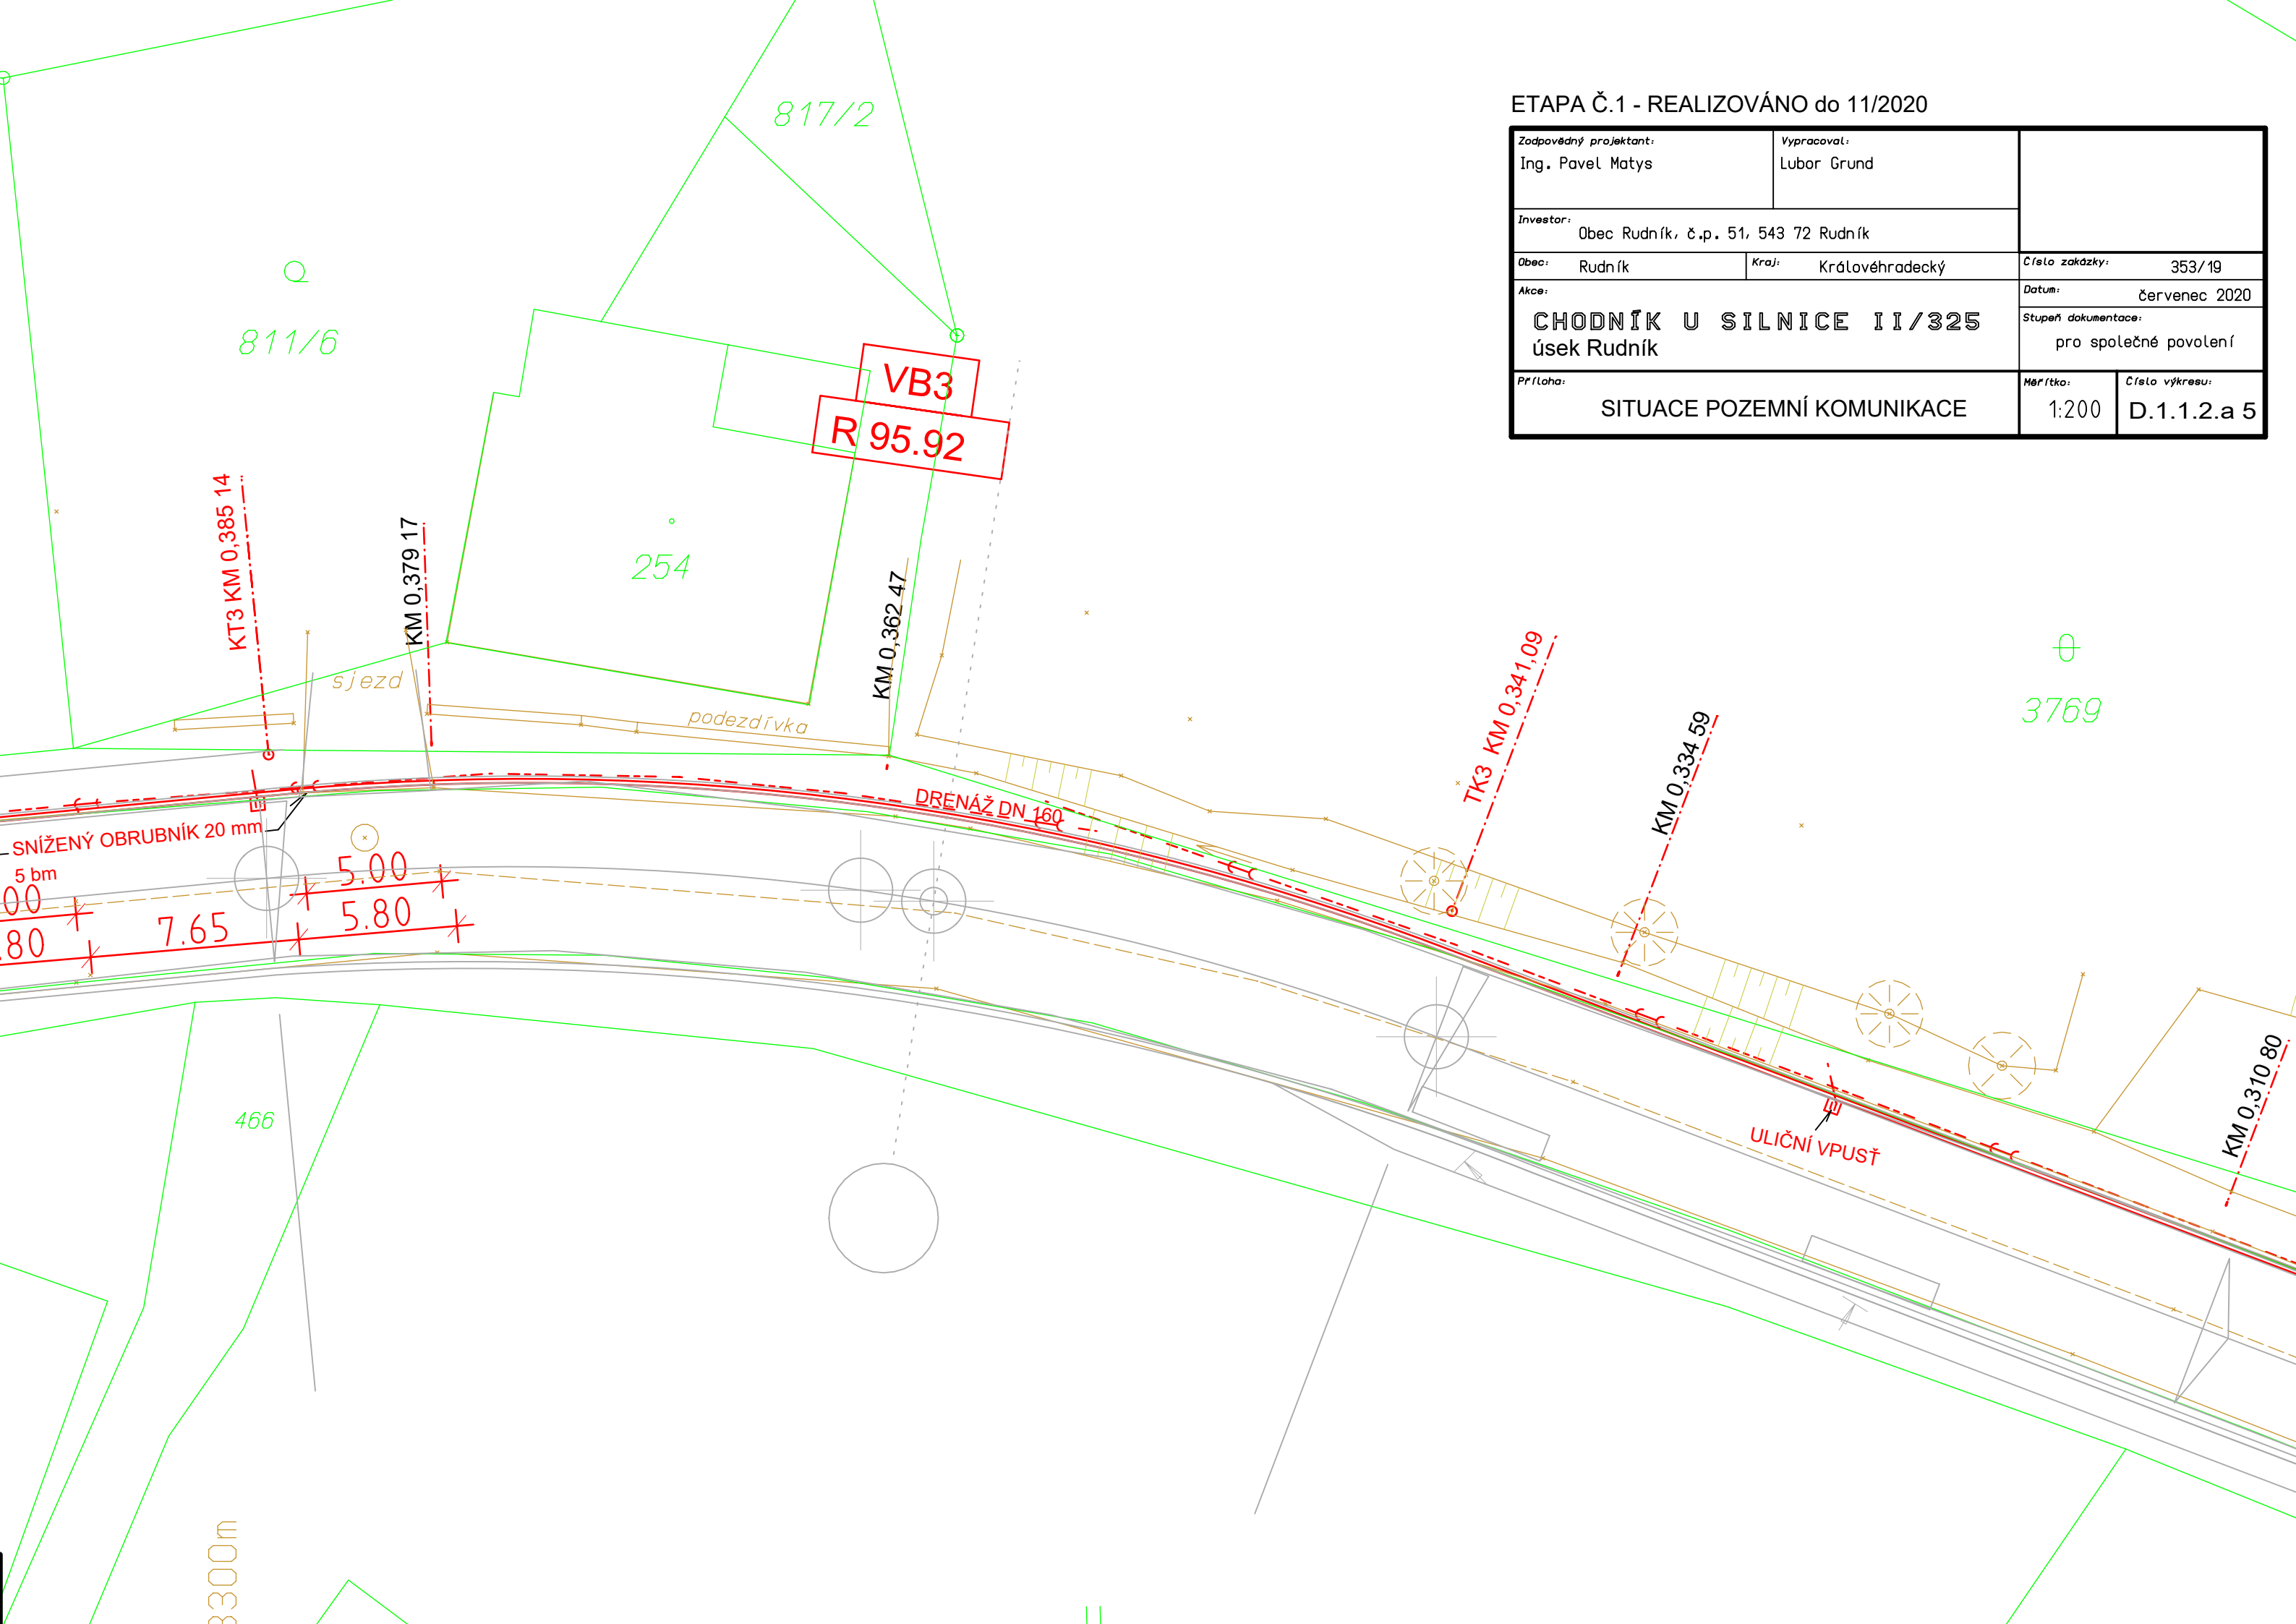 ETAPA Č.1 - REALIZOVÁNO do 11/2020
Zodpovědný projektant:
Ing. Pavel Matys
Vypracoval:
Lubor Grund
Investor:
Obec Rudník, č.p. 51, 543 72 Rudník
Obec:
Rudník
Kraj:
Královéhradecký
Číslo zakázky:
353/19
Akce:
CHODNÍK U SILNICE II/325
úsek Rudník
Datum:
červenec 2020
Stupeň dokumentace:
pro společné povolení
Příloha:
SITUACE POZEMNÍ KOMUNIKACE
Měřítko:
1:200
Číslo výkresu:
D.1.1.2.a 5
817/2
811/6
VB3
R 95.92
254
KT3 KM 0,385 14
KM 0,379 17
KM 0,362 47
TK3 KM 0,341,09
KM 0,334 59
3769
sjezd
podezdívka
DRENÁŽ DN 160
SNÍŽENÝ OBRUBNÍK 20 mm
5 bm
00
5.00
80
7.65
5.80
KM 0,310 80
ULIČNÍ VPUSŤ
466
330m